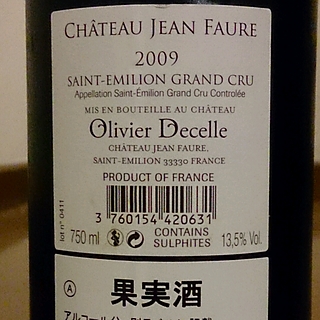 CHÂTEAU JEAN FAURE
2009
SAINT-EMILION GRAND CRU
Appellation Saint-Émilion Grand Cru Controlée
MIS EN BOUTEILLE AU CHÂTEAU
Olivier Decelle
CHÂTEAU JEAN FAURE,
SAINT-EMILION 33330 FRANCE
PRODUCT OF FRANCE
lot n° 0411
3 760154 420631
750 ml CONTAINS SULPHITES 13,5% Vol.
A
果実酒